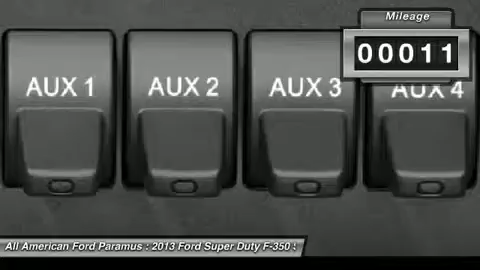 Mileage
00011
AUX 1 AUX 2 AUX 3 AUX 4
All American Ford Paramus : 2013 Ford Super Duty F-350